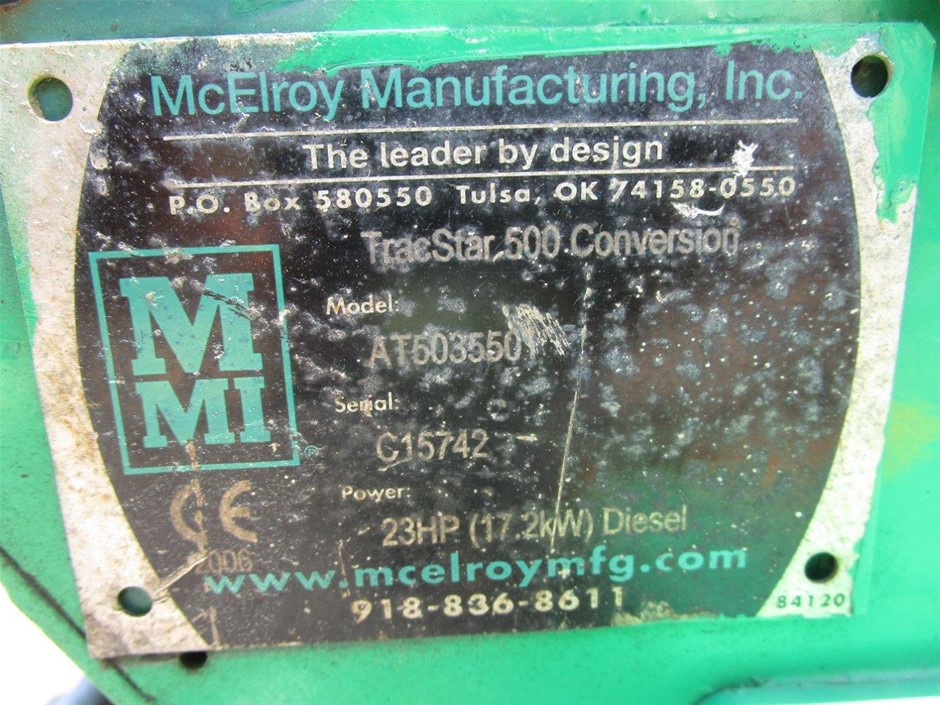 McElroy Manufacturing, Inc.
The leader by design
P.O. Box 580550 Tulsa, OK 74158-0550
TracStar 500 Conversion
Model:
AT5035501
Serial:
C15742
Power:
23HP (17.2kW) Diesel
M
MI
®
CE
2006
www.mcelroymfg.com
918-836-8611
84120